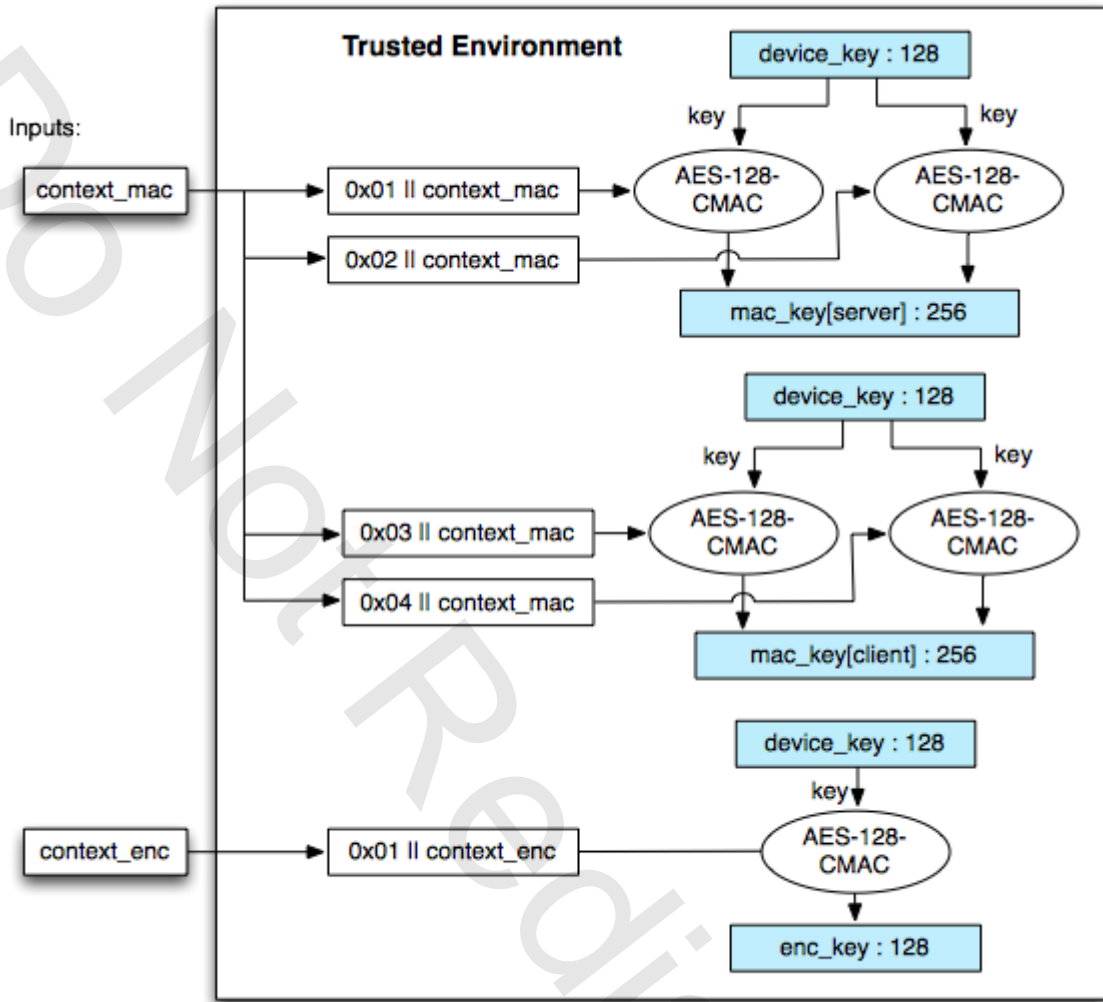 Trusted Environment
device_key : 128
Inputs:
key
key
context_mac
0x01 || context_mac
AES-128-
CMAC
AES-128-
CMAC
0x02 || context_mac
mac_key[server] : 256
device_key : 128
key
key
0x03 || context_mac
AES-128-
CMAC
AES-128-
CMAC
0x04 || context_mac
mac_key[client] : 256
device_key : 128
key
context_enc
0x01 || context_enc
AES-128-
CMAC
enc_key : 128
Do Not Redi